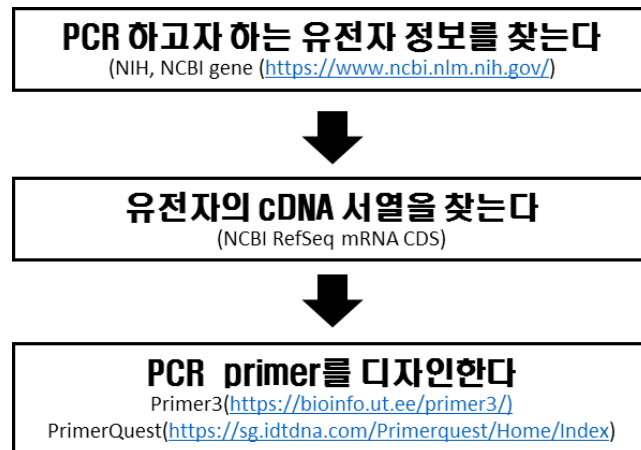 PCR 하고자 하는 유전자 정보를 찾는다
(NIH, NCBI gene (https://www.ncbi.nlm.nih.gov/)
유전자의 cDNA 서열을 찾는다
(NCBI RefSeq mRNA CDS)
PCR primer를 디자인한다
Primer3(https://bioinfo.ut.ee/primer3/)
PrimerQuest(https://sg.idtdna.com/Primerquest/Home/Index)